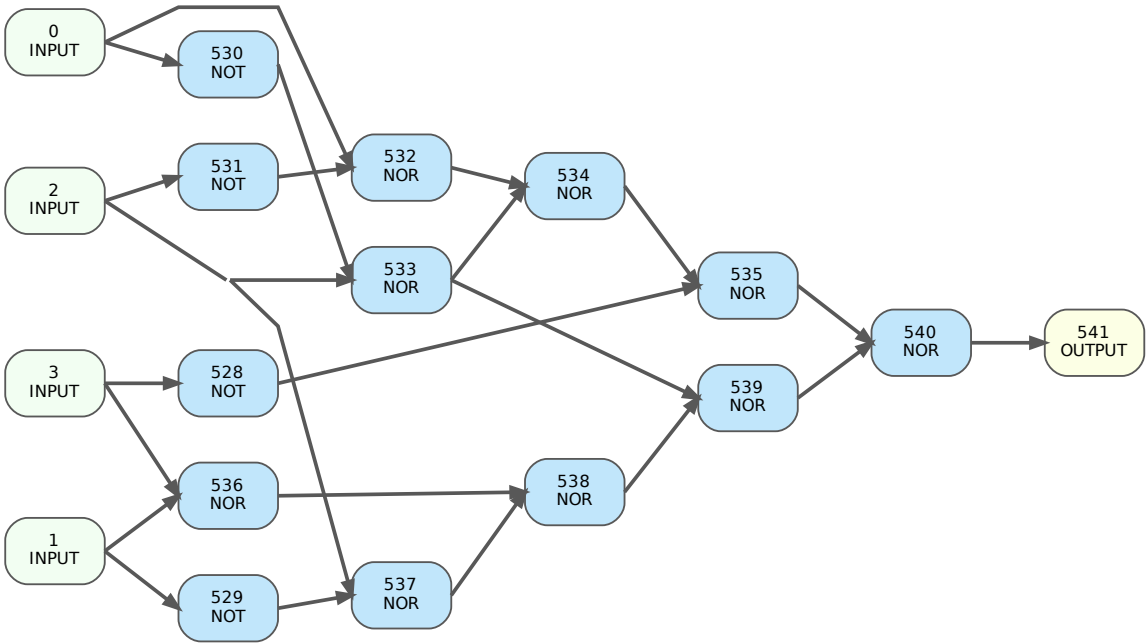 0
INPUT
530
NOT
531
NOT
2
INPUT
532
NOR
534
NOR
533
NOR
535
NOR
540
NOR
541
OUTPUT
3
INPUT
528
NOT
539
NOR
536
NOR
538
NOR
1
INPUT
529
NOT
537
NOR